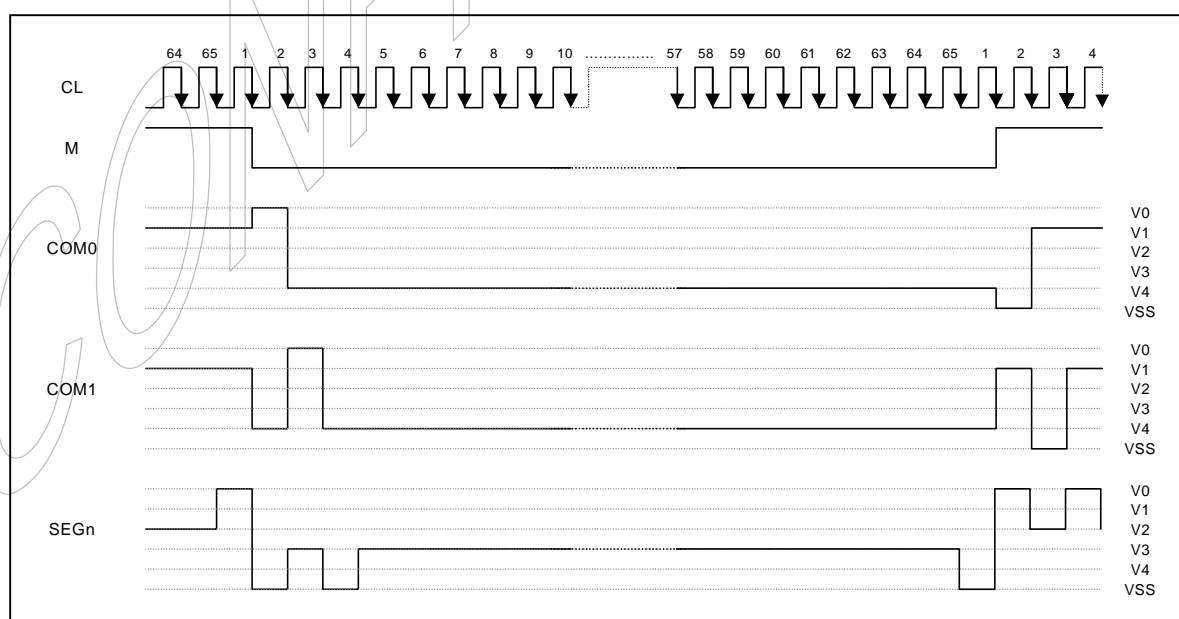 64 65 1 2 3 4 5 6 7 8 9 10 ..................... 57 58 59 60 61 62 63 64 65 1 2 3 4
CL
M
COM0
V0
V1
V2
V3
V4
VSS
COM1
V0
V1
V2
V3
V4
VSS
SEGn
V0
V1
V2
V3
V4
VSS